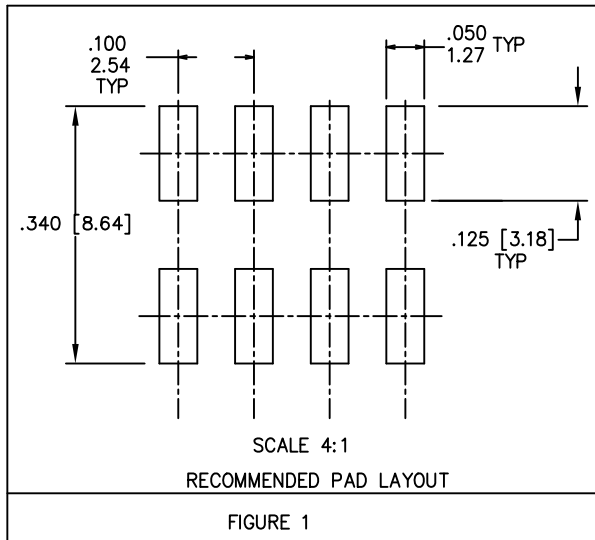 .100
2.54
TYP
.050 TYP
1.27
.340 [8.64]
.125 [3.18]
TYP
SCALE 4:1
RECOMMENDED PAD LAYOUT
FIGURE 1